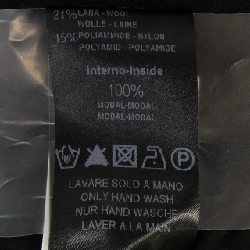 21% LANA - WOOL
WOLLE - LAINE
15% POLIAMMIDE - NYLON
POLYAMID - POLYAMIDE
Interno-Inside
100%
MODAL-MODAL
MODAL-MODAL
P
LAVARE SOLO A MANO
ONLY HAND WASH
NUR HAND WASCHE
LAVER A LA MAIN